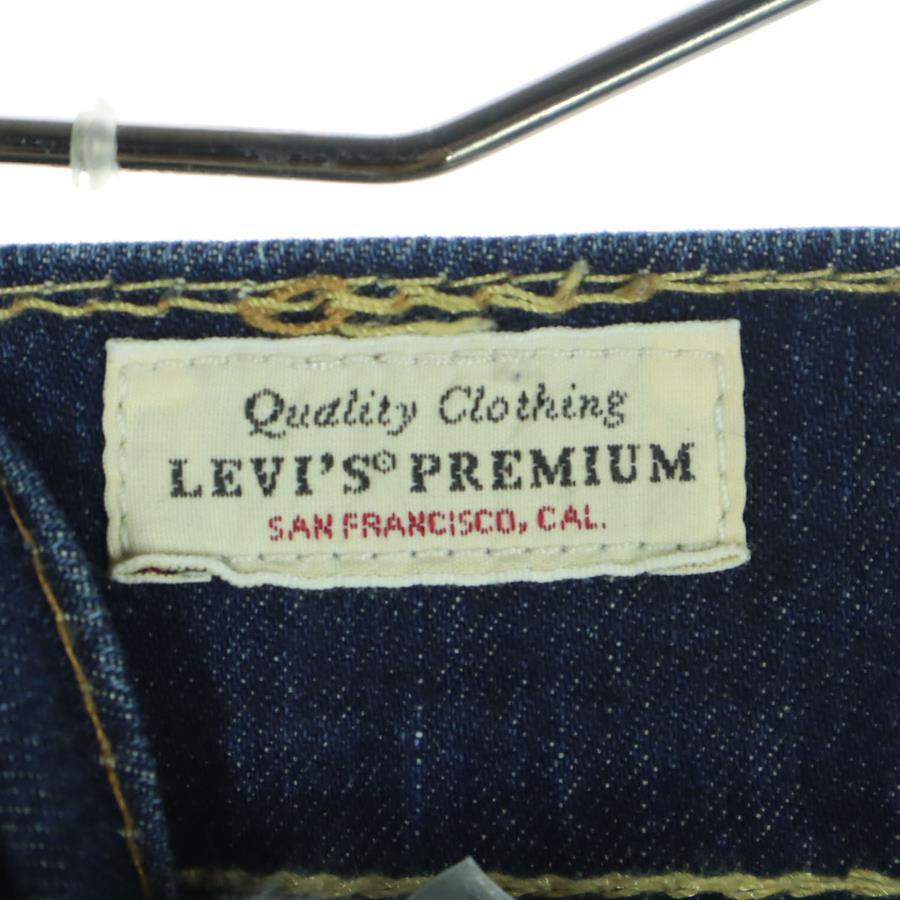 Quality Clothing
LEVI'S® PREMIUM
SAN FRANCISCO, CAL.